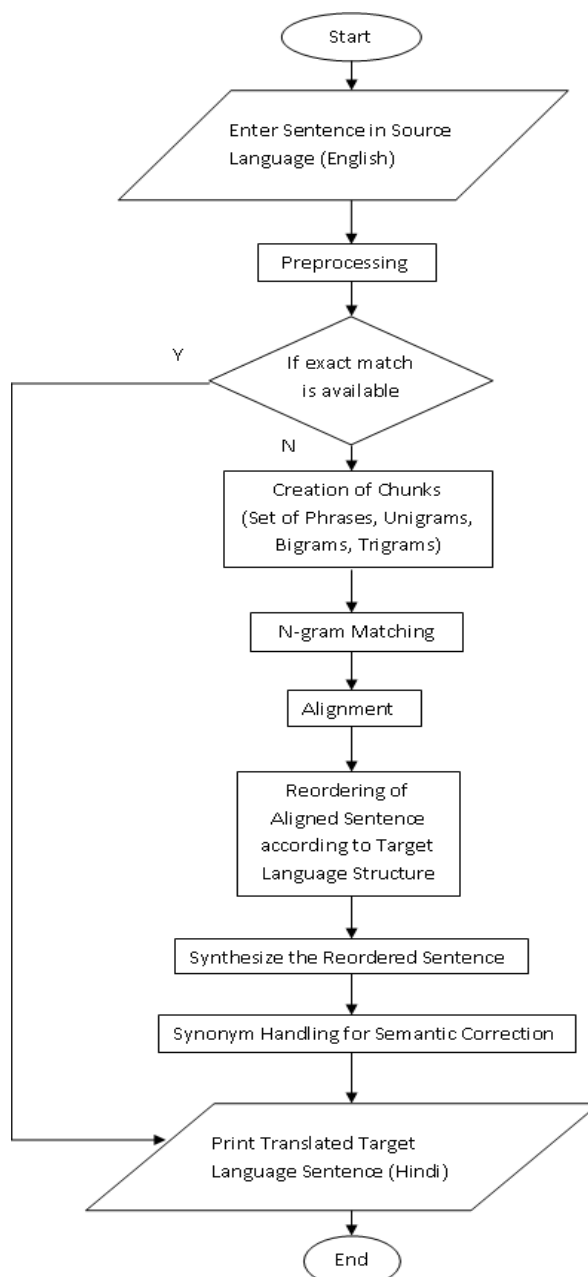 Start
Enter Sentence in Source
Language (English)
Preprocessing
Y
If exact match
is available
N
Creation of Chunks
(Set of Phrases, Unigrams,
Bigrams, Trigrams)
N-gram Matching
Alignment
Reordering of
Aligned Sentence
according to Target
Language Structure
Synthesize the Reordered Sentence
Synonym Handling for Semantic Correction
Print Translated Target
Language Sentence (Hindi)
End